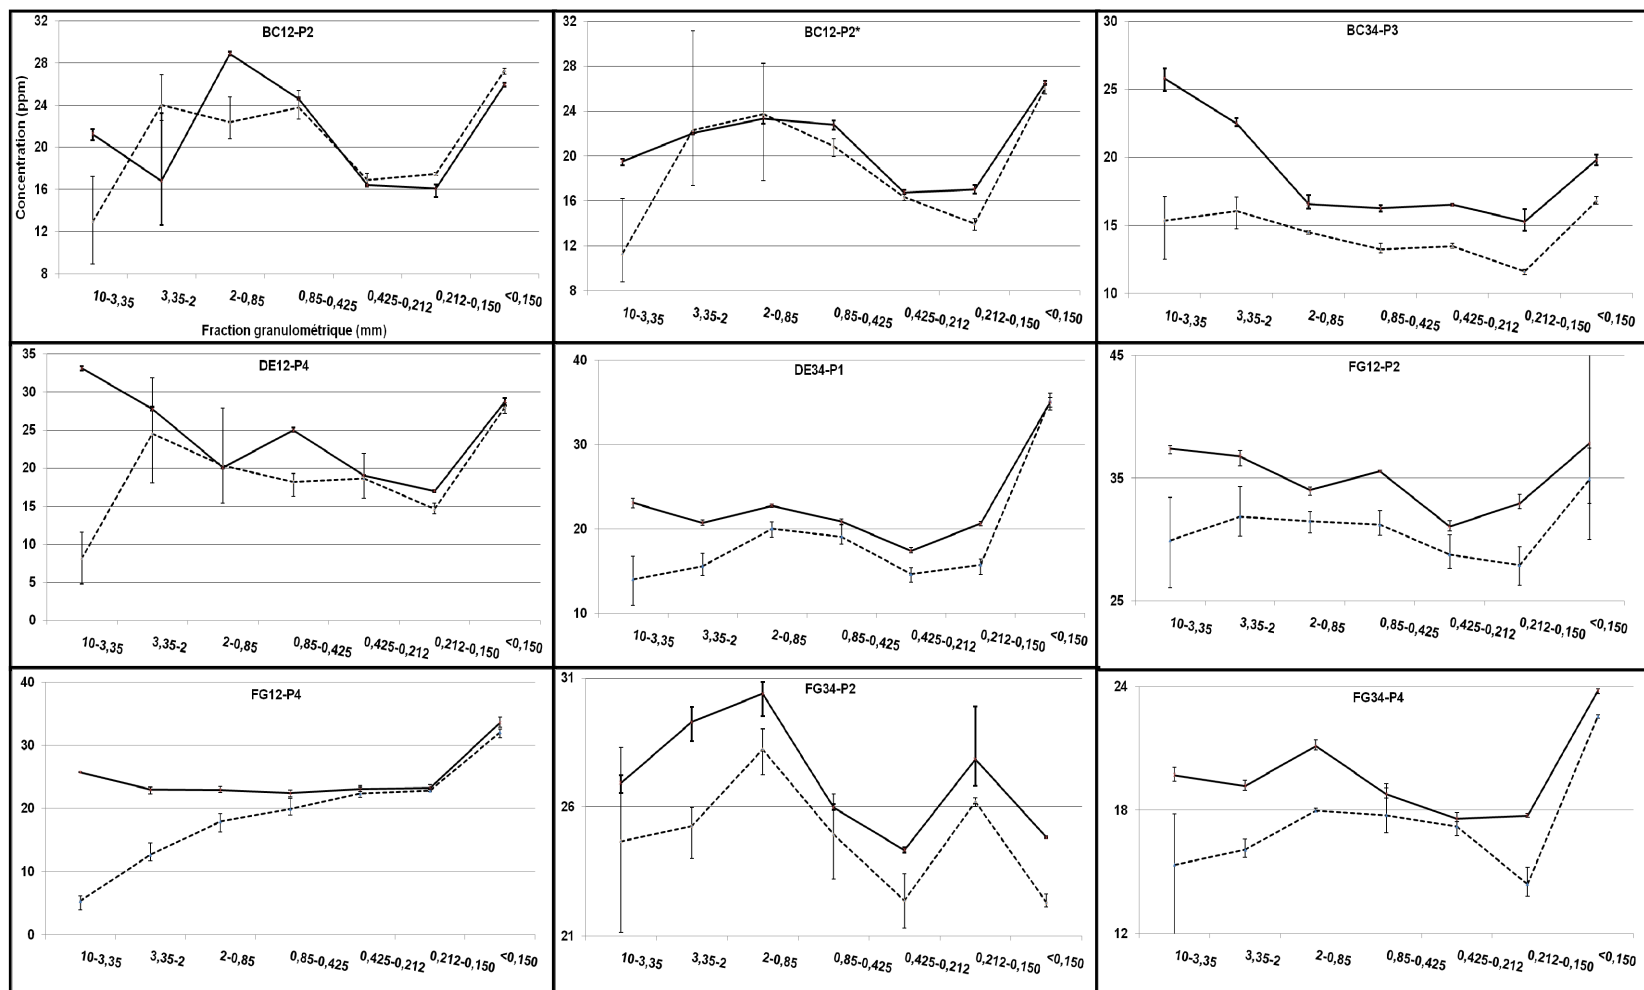 BC12-P2
Concentration (ppm)
32
28
24
20
16
12
8
10-3,35 3,35-2 2-0,85 0,85-0,425 0,425-0,212 0,212-0,150 <0,150
Fraction granulométrique (mm)
BC12-P2*
32
28
24
20
16
12
8
10-3,35 3,35-2 2-0,85 0,85-0,425 0,425-0,212 0,212-0,150 <0,150
BC34-P3
30
25
20
15
10
10-3,35 3,35-2 2-0,85 0,85-0,425 0,425-0,212 0,212-0,150 <0,150
DE12-P4
35
30
25
20
15
10
5
0
10-3,35 3,35-2 2-0,85 0,85-0,425 0,425-0,212 0,212-0,150 <0,150
DE34-P1
40
30
20
10
10-3,35 3,35-2 2-0,85 0,85-0,425 0,425-0,212 0,212-0,150 <0,150
FG12-P2
45
35
25
10-3,35 3,35-2 2-0,85 0,85-0,425 0,425-0,212 0,212-0,150 <0,150
FG12-P4
40
30
20
10
0
10-3,35 3,35-2 2-0,85 0,85-0,425 0,425-0,212 0,212-0,150 <0,150
FG34-P2
31
26
21
10-3,35 3,35-2 2-0,85 0,85-0,425 0,425-0,212 0,212-0,150 <0,150
FG34-P4
24
18
12
10-3,35 3,35-2 2-0,85 0,85-0,425 0,425-0,212 0,212-0,150 <0,150